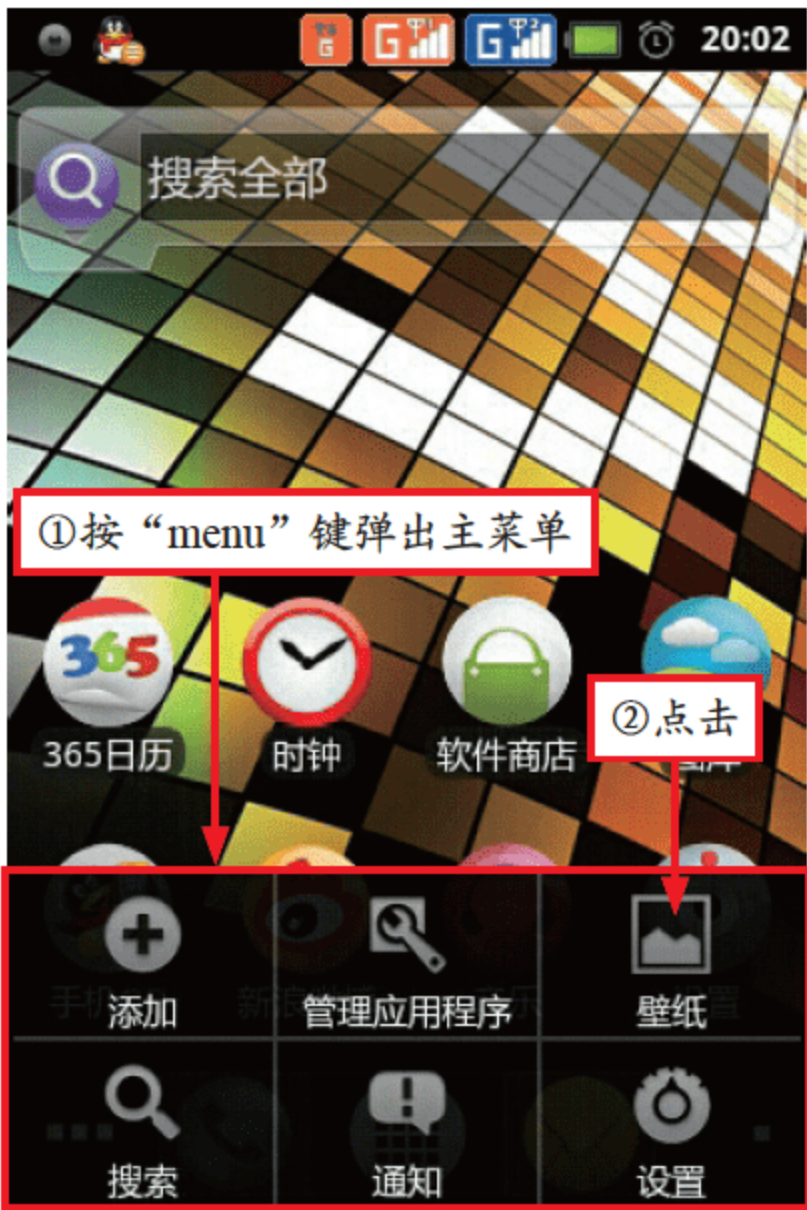 20:02
搜索全部
①按“menu”键弹出主菜单
365
②点击
365日历
时钟
软件商店
添加
管理应用程序
壁纸
搜索
通知
设置